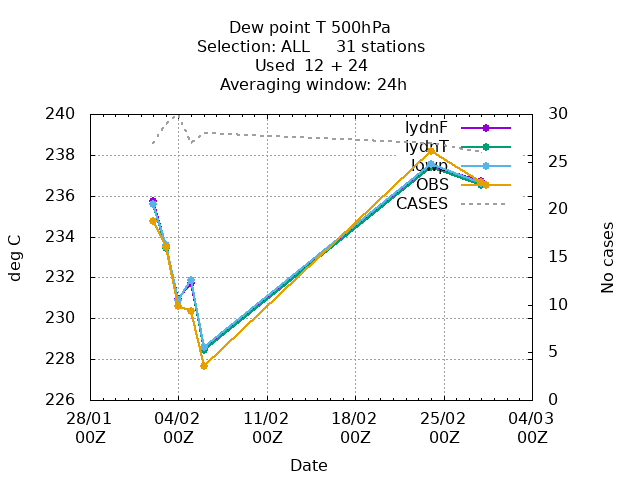 Dew point T 500hPa
Selection: ALL     31 stations
Used  12 + 24
Averaging window: 24h
240
238
236
234
232
230
228
226
30
25
20
15
10
5
0
deg C
No cases
lydnF
lydnT
OBS
CASES
28/01 00Z
04/02 00Z
11/02 00Z
18/02 00Z
25/02 00Z
04/03 00Z
Date